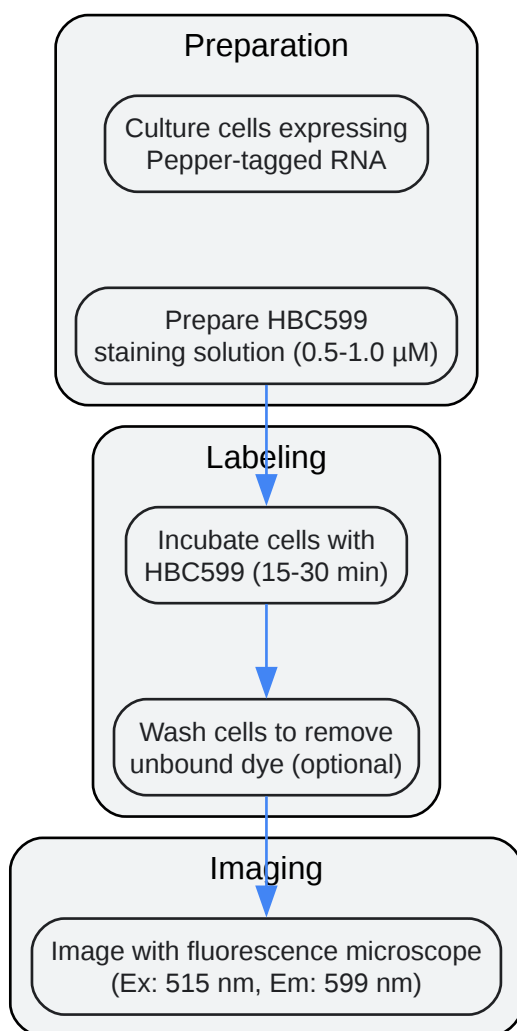 Preparation
Culture cells expressing
Pepper-tagged RNA
Prepare HBC599
staining solution (0.5-1.0 µM)
Labeling
Incubate cells with
HBC599 (15-30 min)
Wash cells to remove
unbound dye (optional)
Imaging
Image with fluorescence microscope
(Ex: 515 nm, Em: 599 nm)